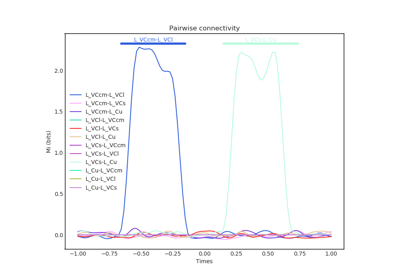 Pairwise connectivity
L_VCcm-L_VCl
L_VCs-L_Cu
2.0
1.5
1.0
0.5
0.0
MI (bits)
L_VCcm-L_VCl
L_VCcm-L_VCs
L_VCcm-L_Cu
L_VCl-L_VCcm
L_VCl-L_VCs
L_VCl-L_Cu
L_VCs-L_VCcm
L_VCs-L_VCl
L_VCs-L_Cu
L_Cu-L_VCcm
L_Cu-L_VCl
L_Cu-L_VCs
−1.00 −0.75 −0.50 −0.25 0.00 0.25 0.50 0.75 1.00
Times